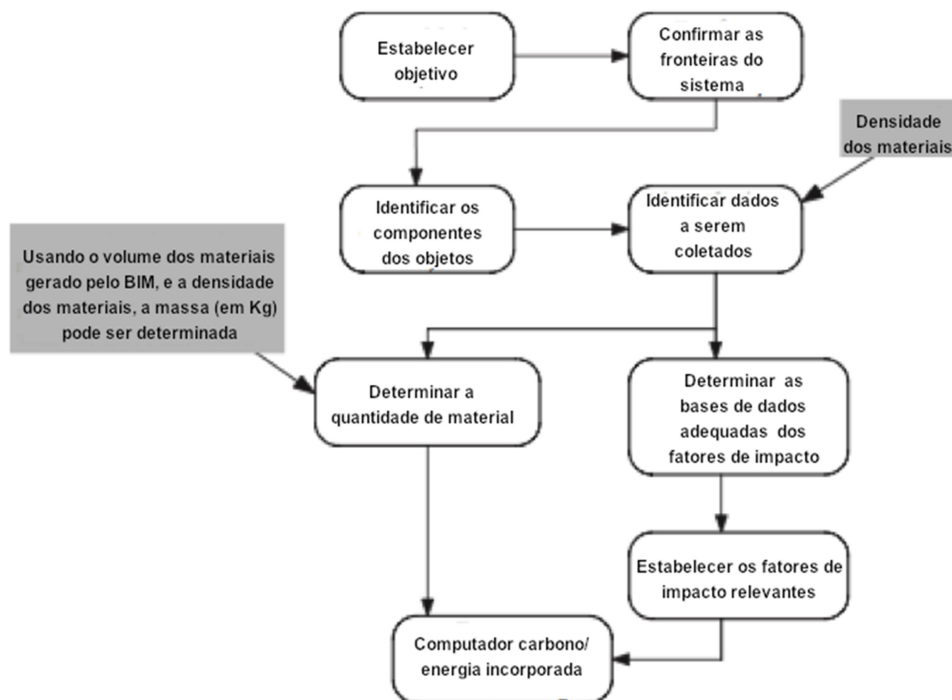 Estabelecer
objetivo
Confirmar as
fronteiras do
sistema
Densidade
dos materiais
Identificar os
componentes
dos objetos
Identificar dados
a serem
coletados
Usando o volume dos materiais
gerado pelo BIM, e a densidade
dos materiais, a massa (em Kg)
pode ser determinada
Determinar a
quantidade de material
Determinar as
bases de dados
adequadas dos
fatores de impacto
Estabelecer os fatores de
impacto relevantes
Computador carbono/
energia incorporada